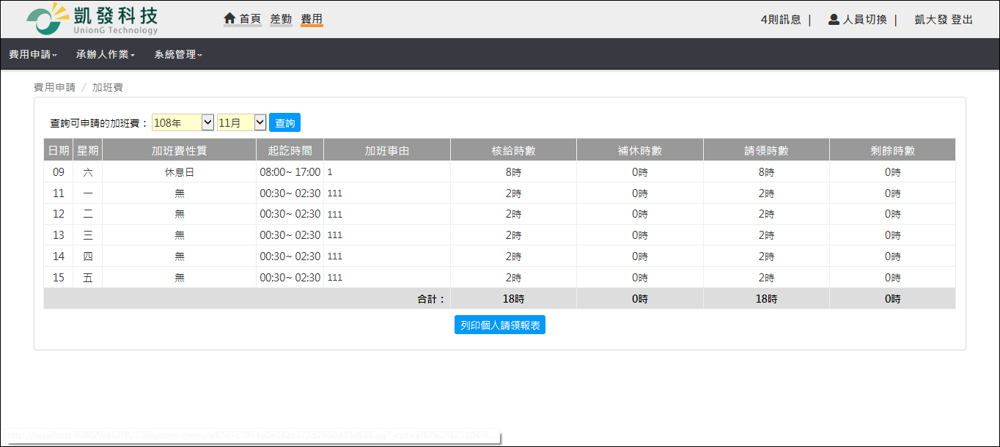 凱發科技
UnionG Technology
首頁 差勤 費用
4則訊息 | 人員切換 | 凱大發 登出
費用申請 承辦人作業 系統管理
費用申請 / 加班費
查詢可申請的加班費： 108年 11月 查詢
日期 星期 加班費性質 起訖時間 加班事由 核給時數 補休時數 請領時數 剩餘時數
09 六 休息日 08:00~ 17:00 1 8時 0時 8時 0時
11 一 無 00:30~ 02:30 111 2時 0時 2時 0時
12 二 無 00:30~ 02:30 111 2時 0時 2時 0時
13 三 無 00:30~ 02:30 111 2時 0時 2時 0時
14 四 無 00:30~ 02:30 111 2時 0時 2時 0時
15 五 無 00:30~ 02:30 111 2時 0時 2時 0時
合計： 18時 0時 18時 0時
列印個人請領報表